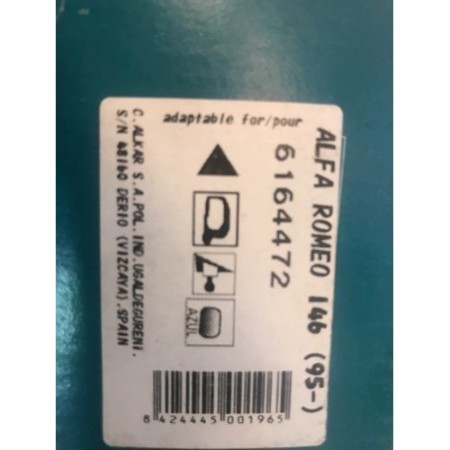 adaptable for/pour
ALFA ROMEO 146 (95-)
6164472
AZUL
C. ALKAR S.A.POL.IND.UGALDEGUREN1.
S/N 48160 DERIO (VIZCAYA).SPAIN
8 424445 001965